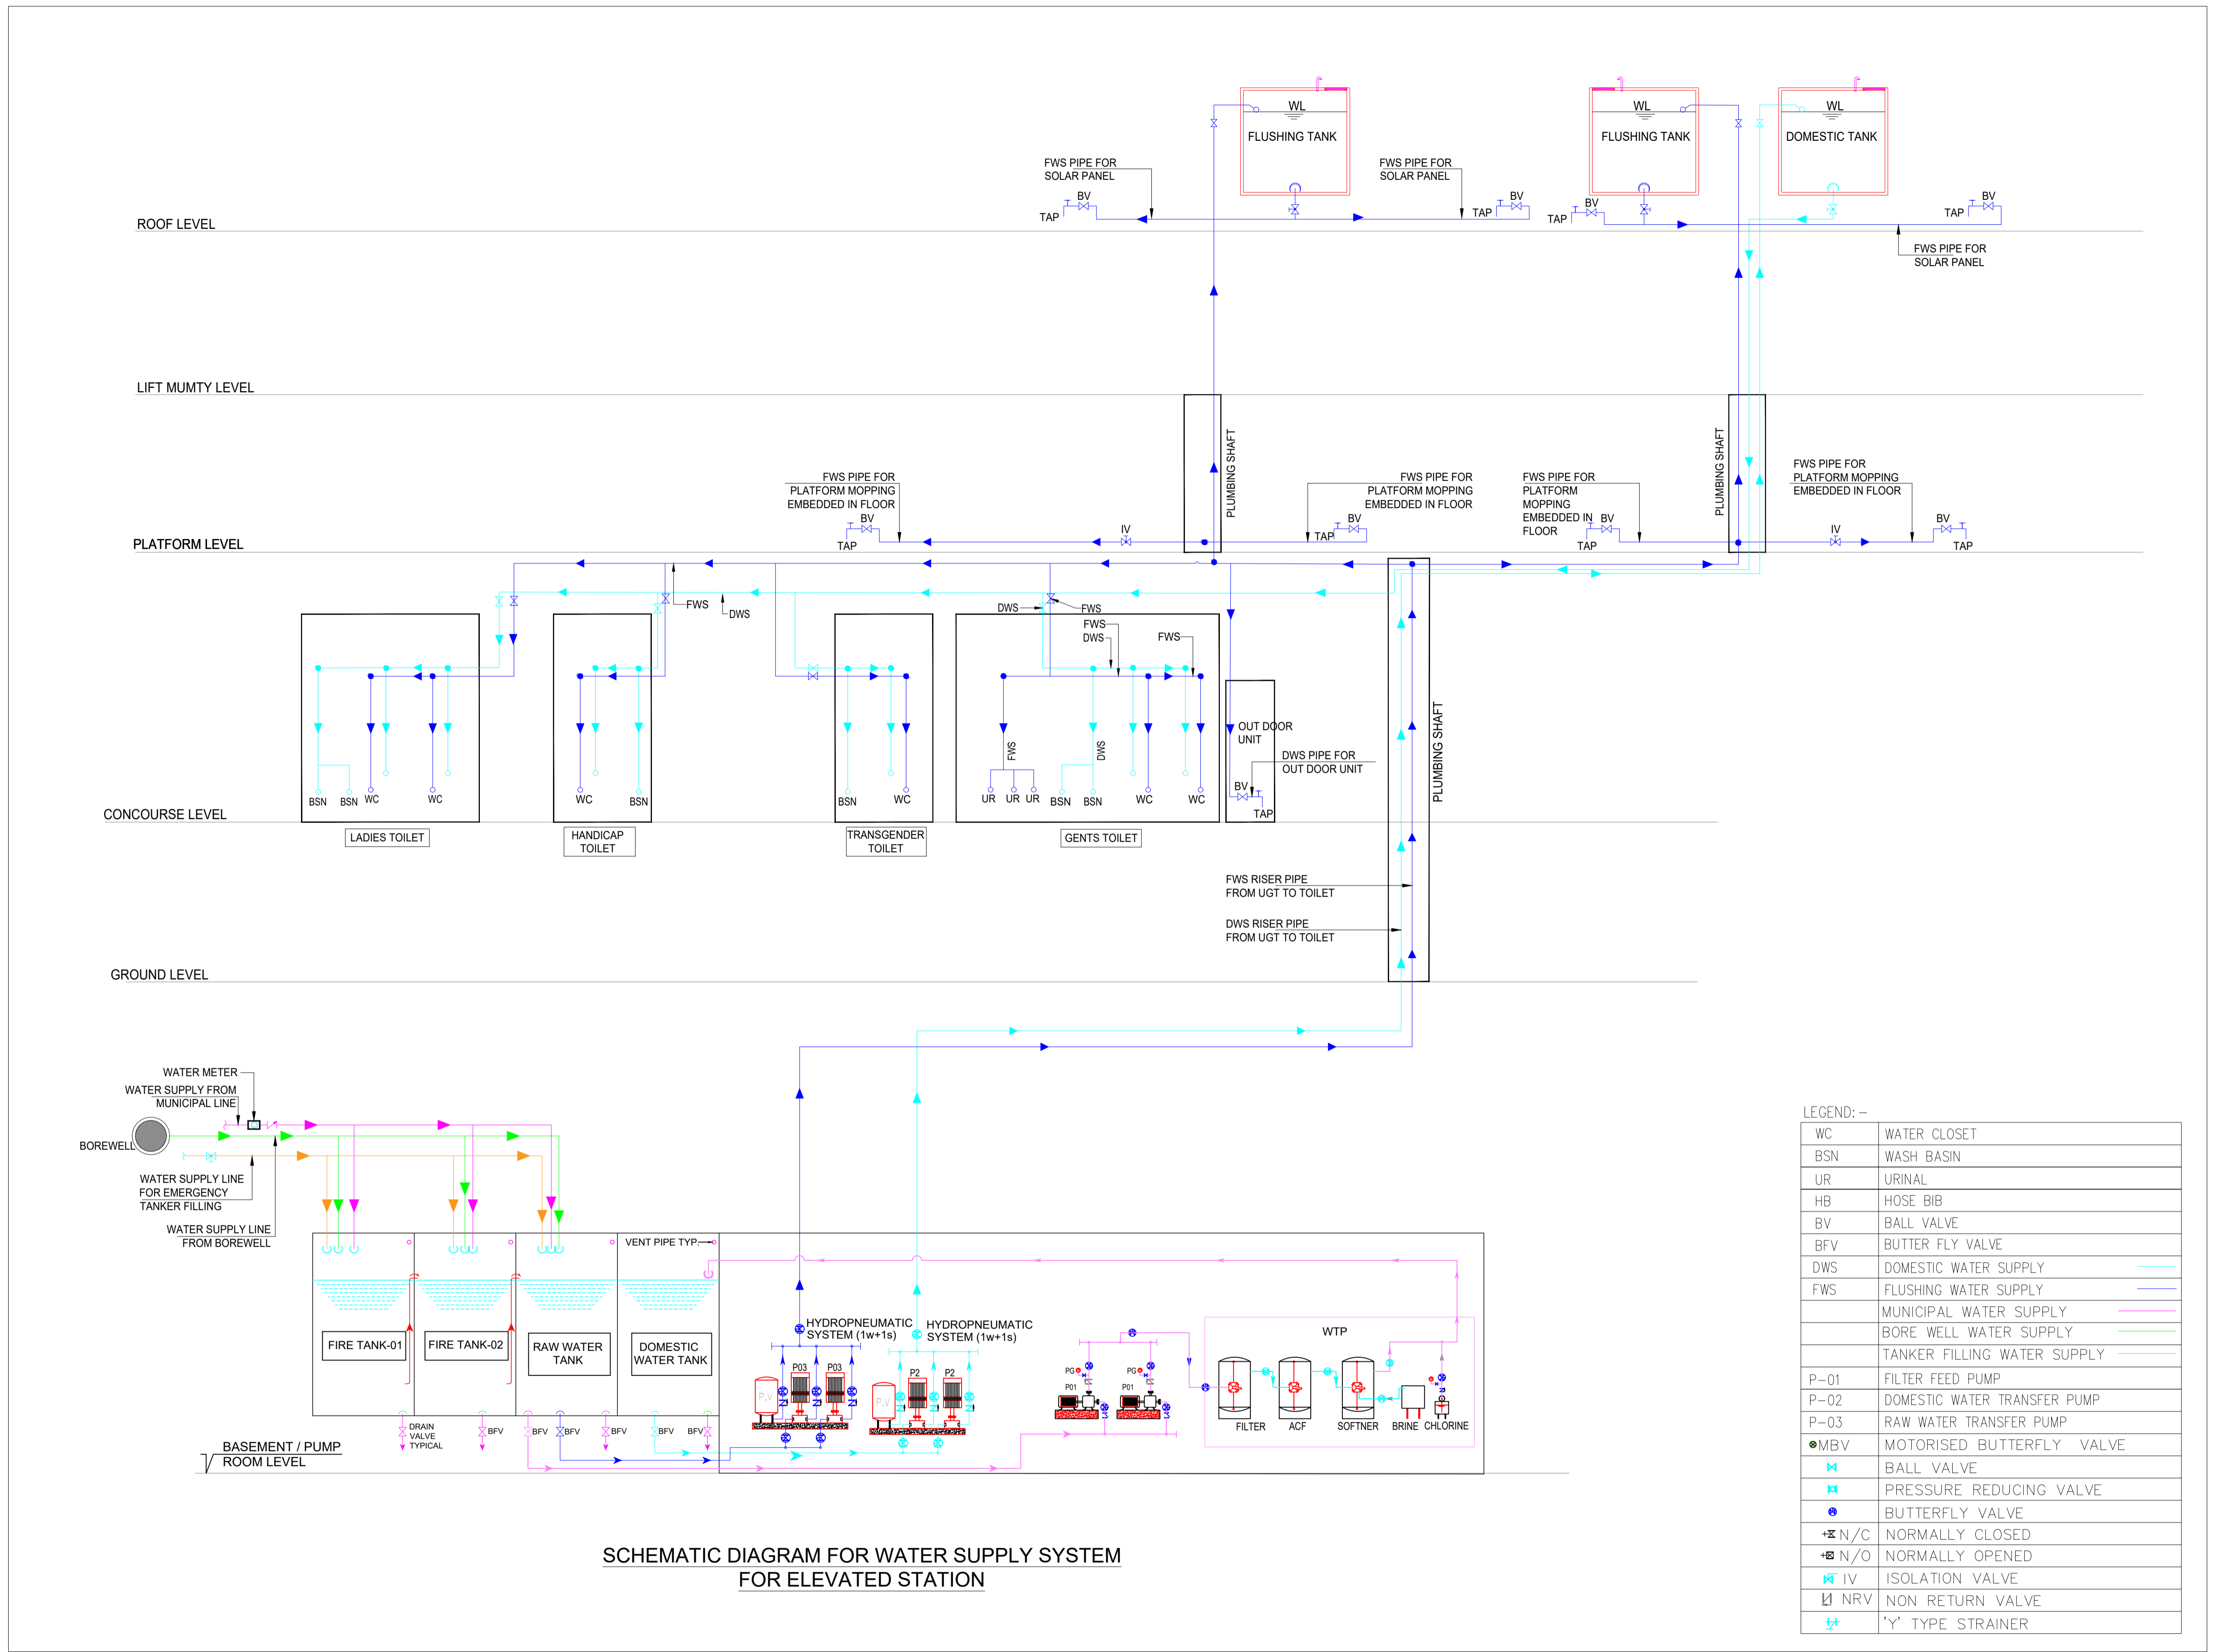 WL
FLUSHING TANK
WL
FLUSHING TANK
WL
DOMESTIC TANK
FWS PIPE FOR
SOLAR PANEL
BV
TAP
FWS PIPE FOR
SOLAR PANEL
BV
TAP
BV
TAP
BV
TAP
FWS PIPE FOR
SOLAR PANEL
ROOF LEVEL
LIFT MUMTY LEVEL
PLUMBING SHAFT
PLUMBING SHAFT
FWS PIPE FOR
PLATFORM MOPPING
EMBEDDED IN FLOOR
BV
TAP
IV
FWS PIPE FOR
PLATFORM MOPPING
EMBEDDED IN FLOOR
BV
TAP
FWS PIPE FOR
PLATFORM
MOPPING
EMBEDDED IN
FLOOR
BV
TAP
FWS PIPE FOR
PLATFORM MOPPING
EMBEDDED IN FLOOR
IV
BV
TAP
PLATFORM LEVEL
FWS
DWS
DWS
FWS
FWS
DWS
FWS
FWS
DWS
BSN
BSN
WC
WC
WC
BSN
BSN
WC
UR
UR
UR
BSN
BSN
WC
WC
OUT DOOR
UNIT
DWS PIPE FOR
OUT DOOR UNIT
BV
TAP
PLUMBING SHAFT
CONCOURSE LEVEL
LADIES TOILET
HANDICAP
TOILET
TRANSGENDER
TOILET
GENTS TOILET
FWS RISER PIPE
FROM UGT TO TOILET
DWS RISER PIPE
FROM UGT TO TOILET
GROUND LEVEL
WATER METER
WATER SUPPLY FROM
MUNICIPAL LINE
BOREWELL
WATER SUPPLY LINE
FOR EMERGENCY
TANKER FILLING
WATER SUPPLY LINE
FROM BOREWELL
VENT PIPE TYP.
FIRE TANK-01
FIRE TANK-02
RAW WATER
TANK
DOMESTIC
WATER TANK
HYDROPNEUMATIC
SYSTEM (1w+1s)
HYDROPNEUMATIC
SYSTEM (1w+1s)
P.V
P03
P03
P.V
P2
P2
PG
P01
PG
P01
WTP
FILTER
ACF
SOFTNER
BRINE
CHLORINE
DRAIN
VALVE
TYPICAL
BFV
BFV
BFV
BFV
BFV
BFV
BASEMENT / PUMP
ROOM LEVEL
SCHEMATIC DIAGRAM FOR WATER SUPPLY SYSTEM
FOR ELEVATED STATION
LEGEND: –
WC WATER CLOSET
BSN WASH BASIN
UR URINAL
HB HOSE BIB
BV BALL VALVE
BFV BUTTER FLY VALVE
DWS DOMESTIC WATER SUPPLY
FWS FLUSHING WATER SUPPLY
MUNICIPAL WATER SUPPLY
BORE WELL WATER SUPPLY
TANKER FILLING WATER SUPPLY
P–01 FILTER FEED PUMP
P–02 DOMESTIC WATER TRANSFER PUMP
P–03 RAW WATER TRANSFER PUMP
MBV MOTORISED BUTTERFLY VALVE
BALL VALVE
PRESSURE REDUCING VALVE
BUTTERFLY VALVE
N/C NORMALLY CLOSED
N/O NORMALLY OPENED
IV ISOLATION VALVE
NRV NON RETURN VALVE
'Y' TYPE STRAINER